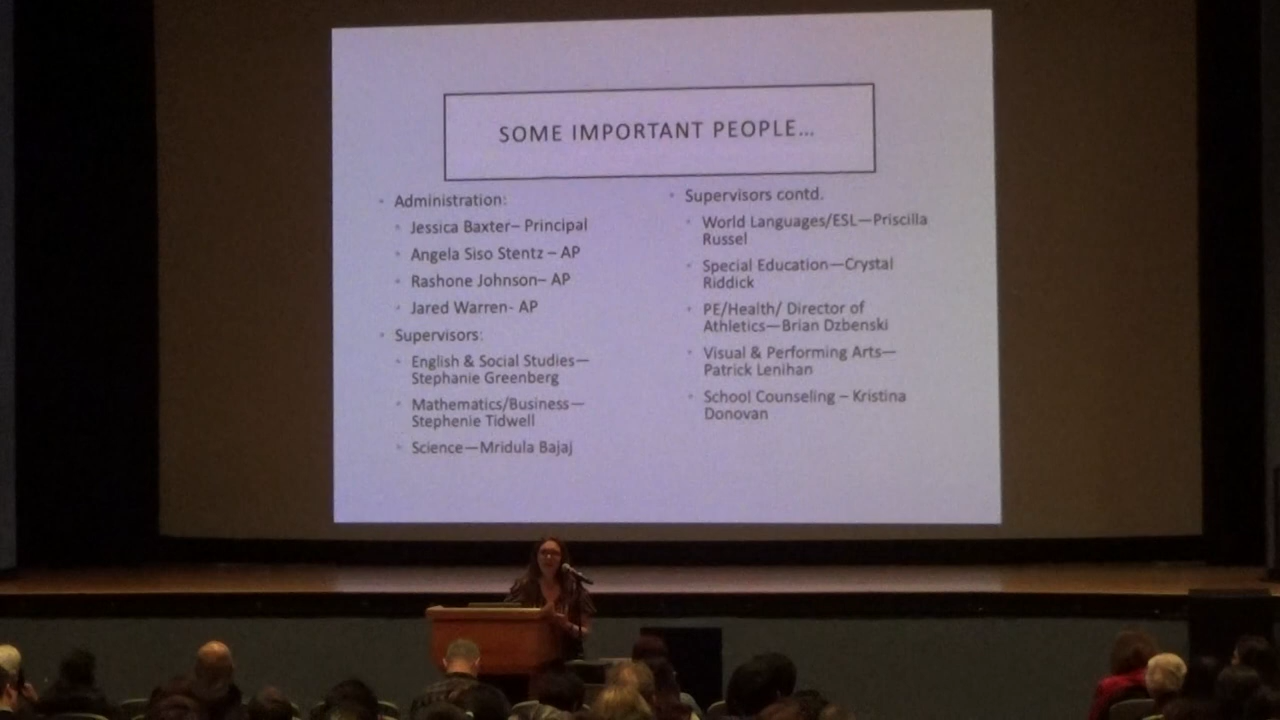 SOME IMPORTANT PEOPLE...
Administration:
Jessica Baxter– Principal
Angela Siso Stentz – AP
Rashone Johnson– AP
Jared Warren- AP
Supervisors:
English & Social Studies—
Stephanie Greenberg
Mathematics/Business—
Stephenie Tidwell
Science—Mridula Bajaj
Supervisors contd.
World Languages/ESL—Priscilla
Russel
Special Education—Crystal
Riddick
PE/Health/ Director of
Athletics—Brian Dzbenski
Visual & Performing Arts—
Patrick Lenihan
School Counseling – Kristina
Donovan